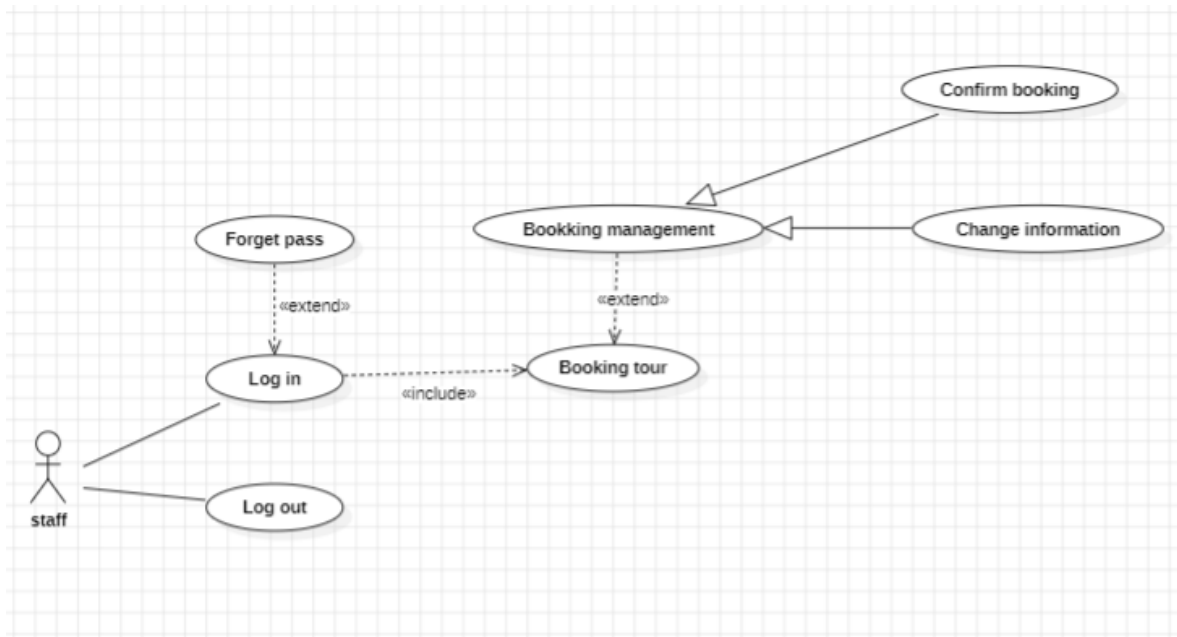 Confirm booking
Forget pass
Bookking management
Change information
«extend»
«extend»
Log in
Booking tour
«include»
staff
Log out